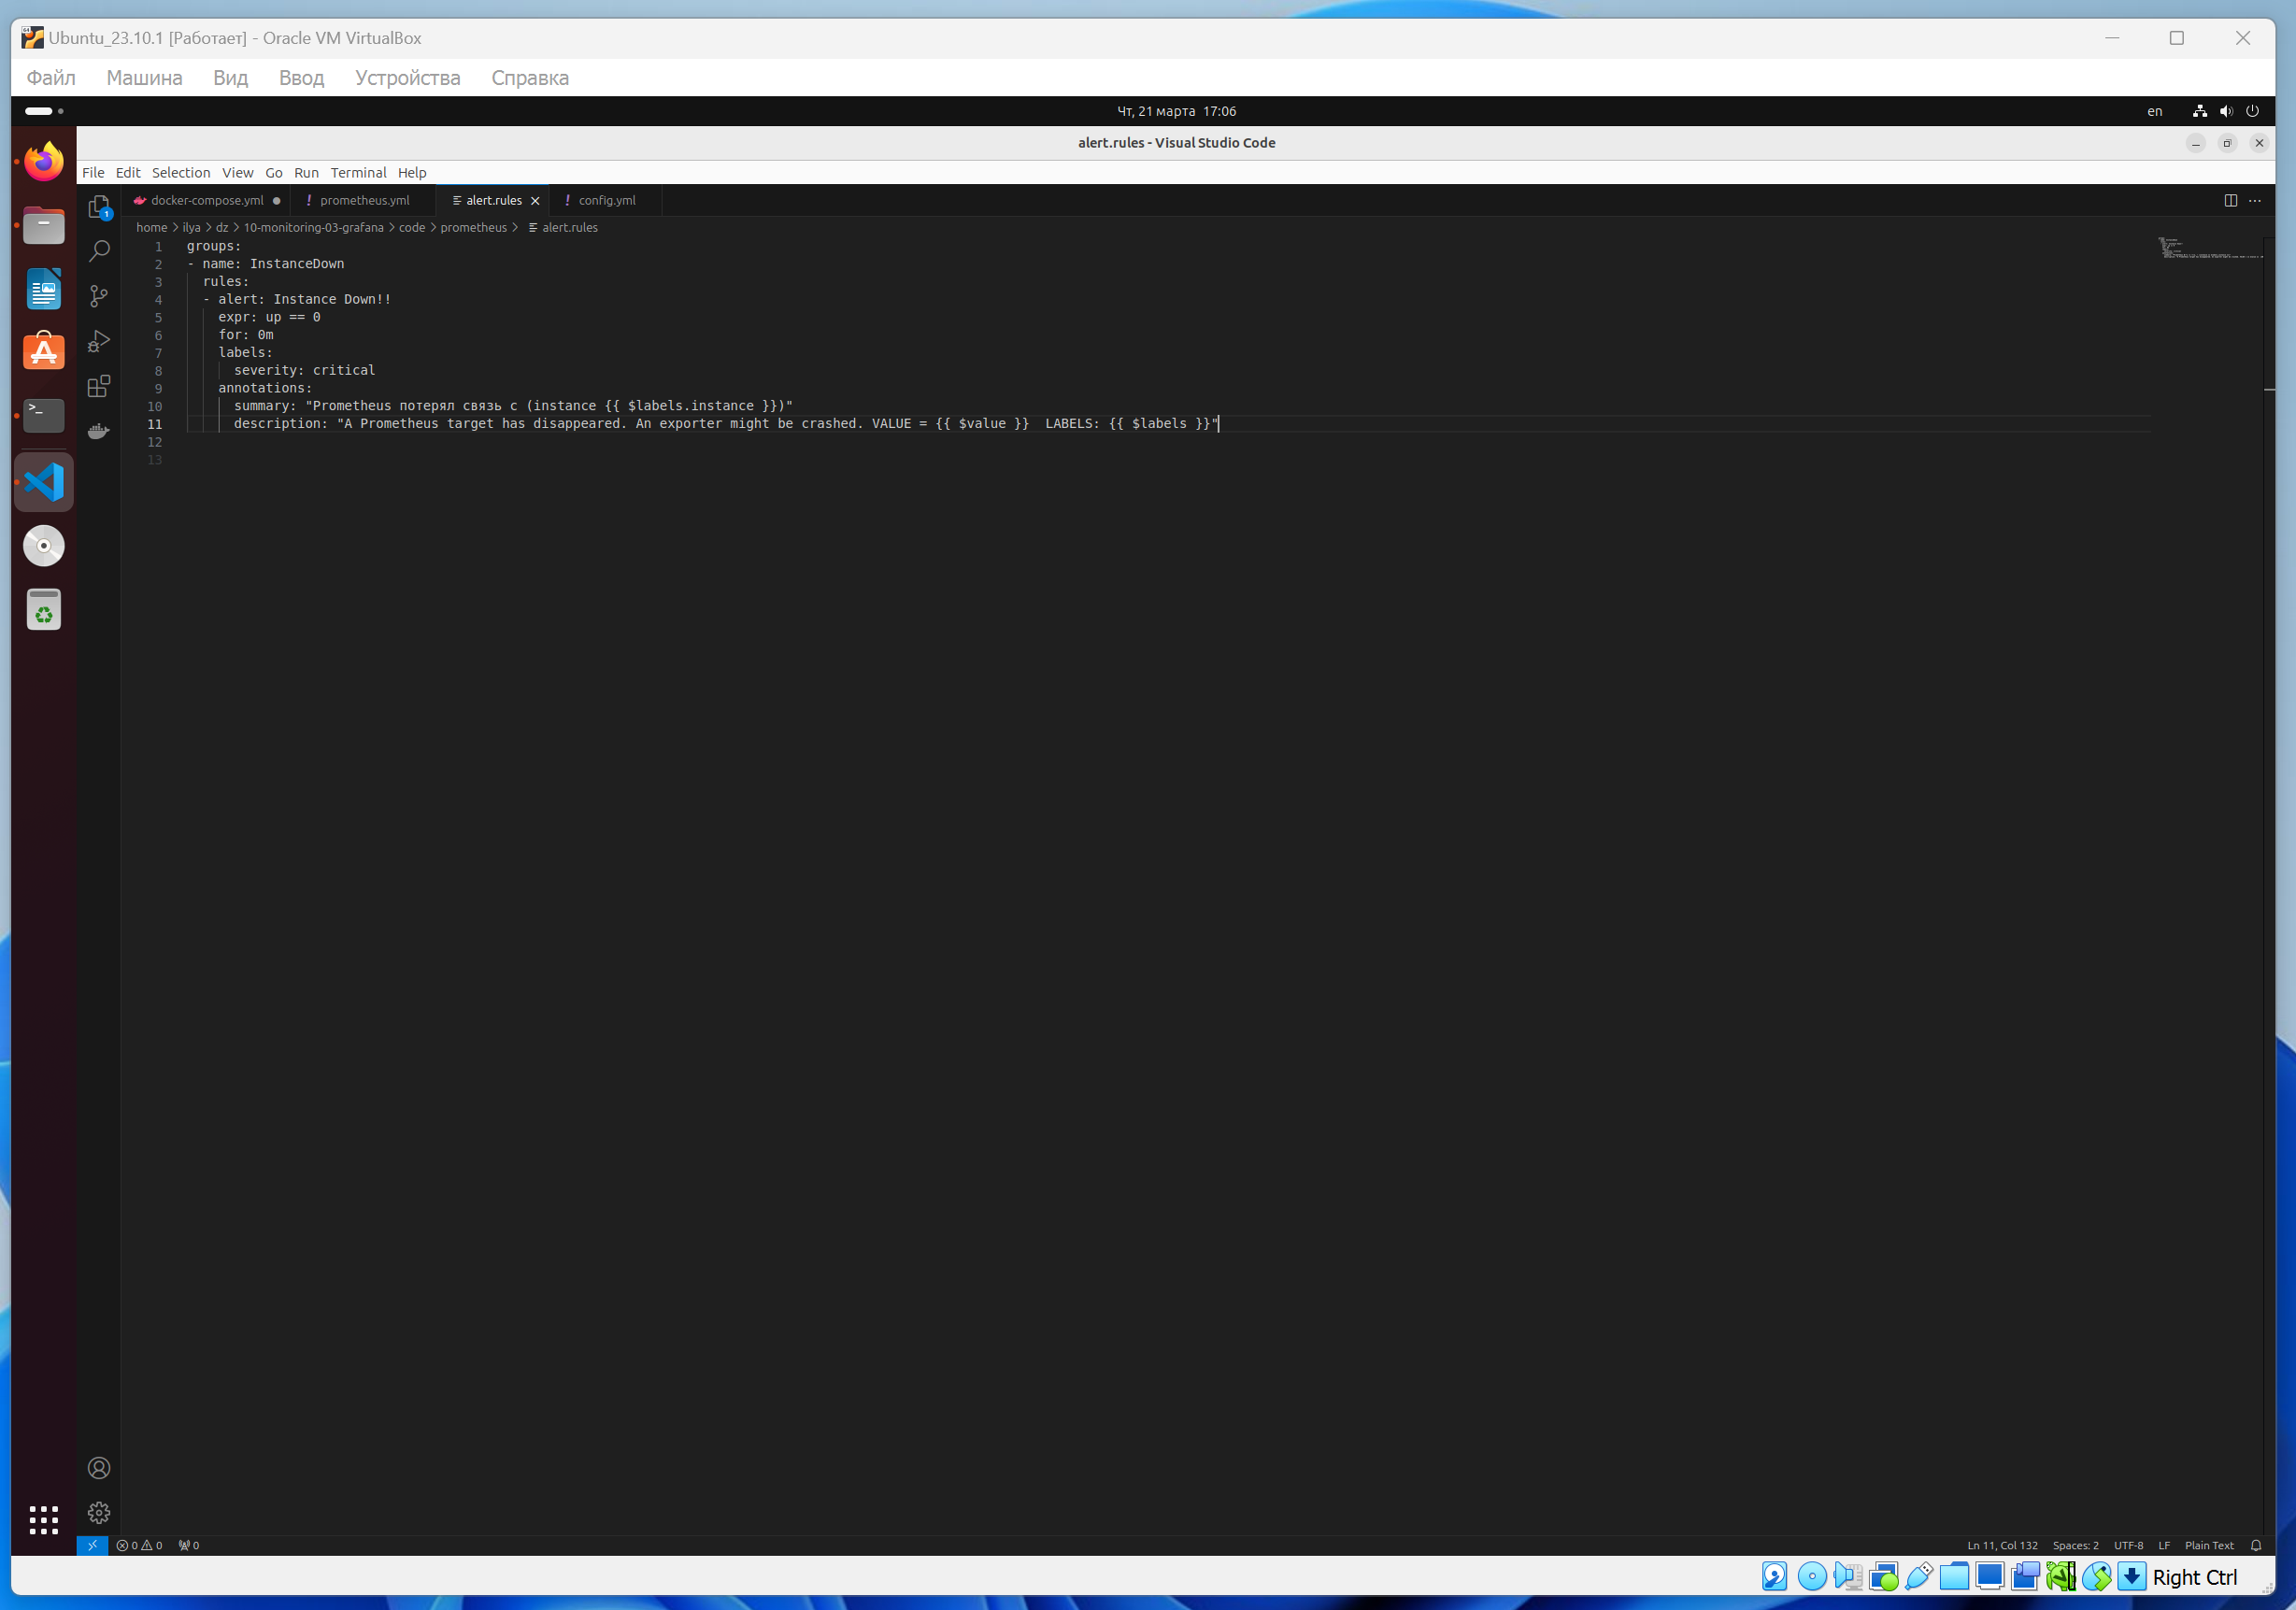 Ubuntu_23.10.1 [Работает] - Oracle VM VirtualBox
Файл Машина Вид Ввод Устройства Справка
Чт, 21 марта 17:06
en
alert.rules - Visual Studio Code
File Edit Selection View Go Run Terminal Help
1
docker-compose.yml
! prometheus.yml
alert.rules
! config.yml
home > ilya > dz > 10-monitoring-03-grafana > code > prometheus > alert.rules
1 groups:
2 - name: InstanceDown
3   rules:
4   - alert: Instance Down!!
5     expr: up == 0
6     for: 0m
7     labels:
8       severity: critical
9     annotations:
10       summary: "Prometheus потерял связь с (instance {{ $labels.instance }})"
11       description: "A Prometheus target has disappeared. An exporter might be crashed. VALUE = {{ $value }}  LABELS: {{ $labels }}"
12
13
0 0 0
Ln 11, Col 132 Spaces: 2 UTF-8 LF Plain Text
Right Ctrl